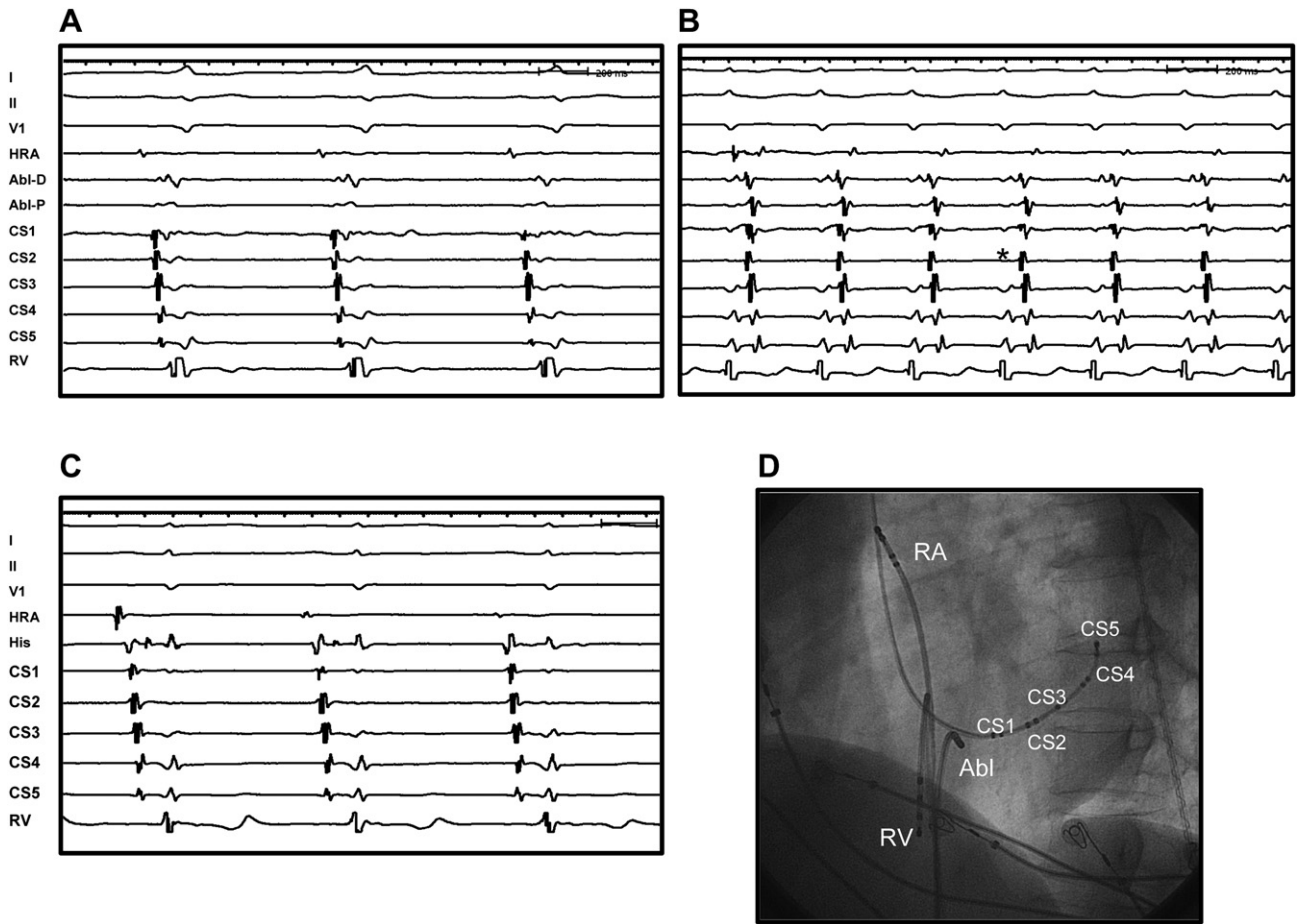 A
I
II
V1
HRA
Abl-D
Abl-P
CS1
CS2
CS3
CS4
CS5
RV
200 ms
B
200 ms
*
C
I
II
V1
HRA
His
CS1
CS2
CS3
CS4
CS5
RV
D
RA
CS5
CS4
CS3
CS1
CS2
Abl
RV